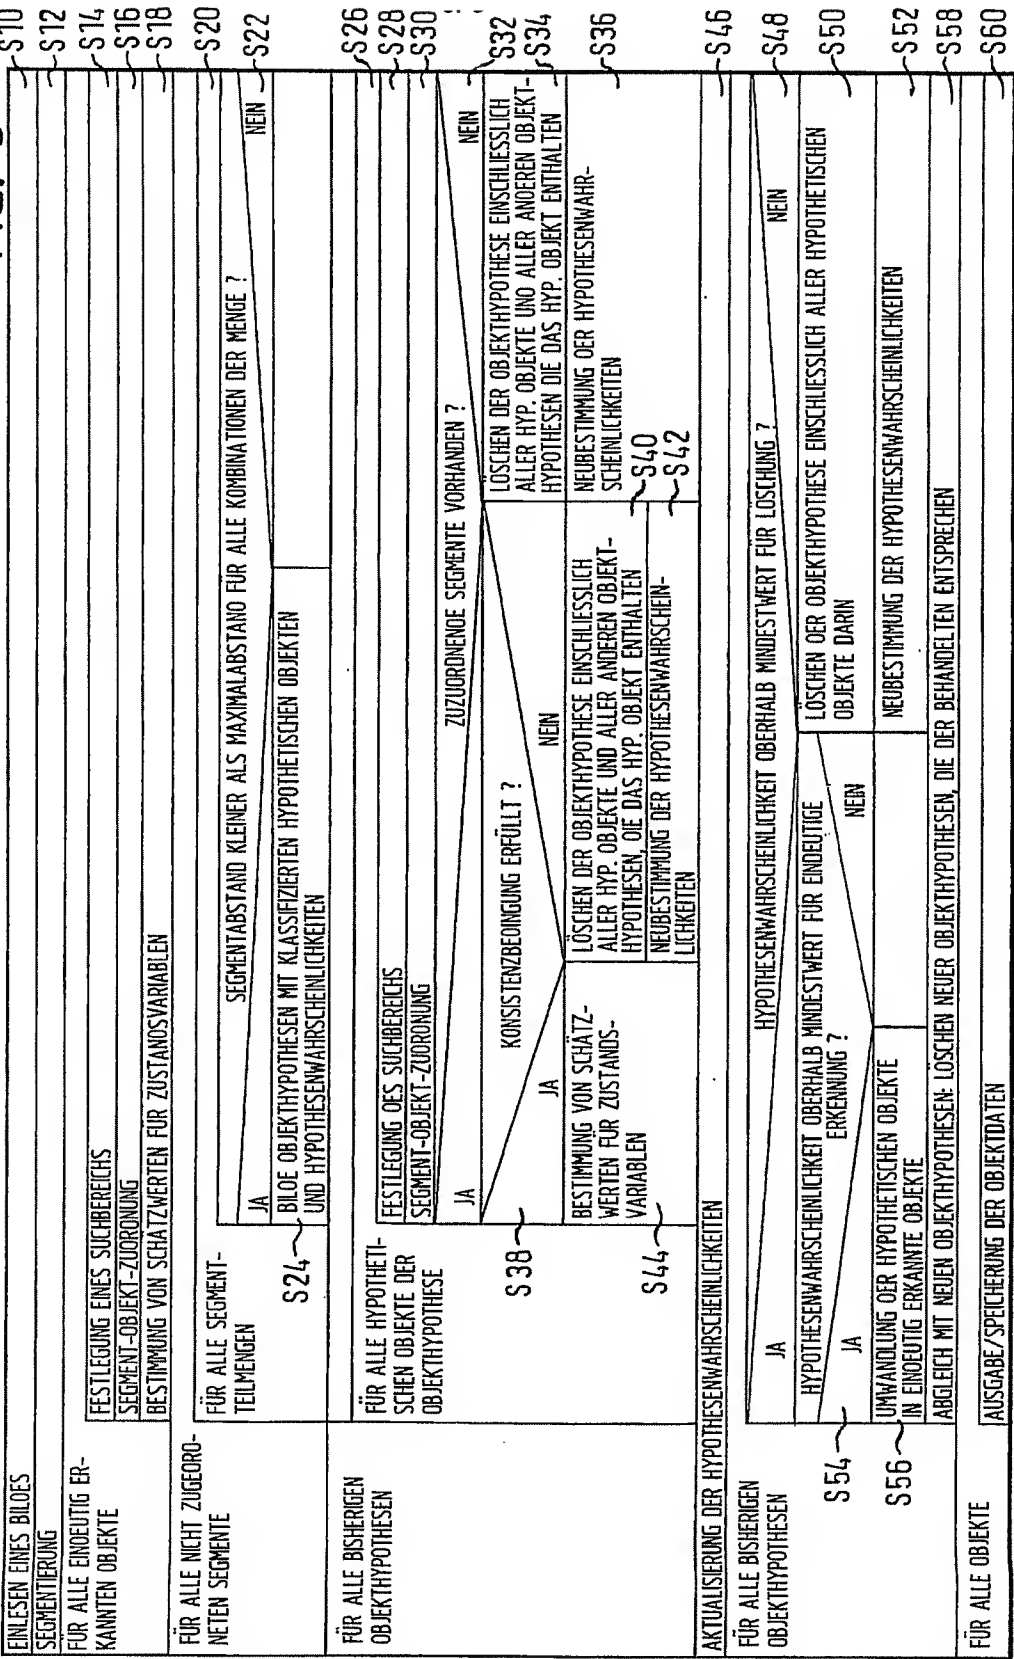 EINLESEN EINES BILDES
S10
SEGMENTIERUNG
S12
FÜR ALLE EINDEUTIG ER-
KANNTEN OBJEKTE
FESTLEGUNG EINES SUCHBEREICHS
S14
SEGMENT-OBJEKT-ZUORDNUNG
S16
BESTIMMUNG VON SCHÄTZWERTEN FÜR ZUSTANDSVARIABLEN
S18
FÜR ALLE NICHT ZUGEORD-
NETEN SEGMENTE
S20
FÜR ALLE SEGMENT-
TEILMENGEN
SEGMENTABSTAND KLEINER ALS MAXIMALABSTAND FÜR ALLE KOMBINATIONEN DER MENGE ?
S22
JA
NEIN
S24
BILDE OBJEKTHYPOTHESEN MIT KLASSIFIZIERTEN HYPOTHETISCHEN OBJEKTEN
UND HYPOTHESENWAHRSCHEINLICHKEITEN
FÜR ALLE BISHERIGEN
OBJEKTHYPOTHESEN
S26
FÜR ALLE HYPOTHETI-
SCHEN OBJEKTE DER
OBJEKTHYPOTHESE
FESTLEGUNG DES SUCHBEREICHS
S28
SEGMENT-OBJEKT-ZUORDNUNG
S30
ZUZUORDNENDE SEGMENTE VORHANDEN ?
S32
JA
NEIN
S38
KONSISTENZBEDINGUNG ERFÜLLT ?
JA
NEIN
LÖSCHEN DER OBJEKTHYPOTHESE EINSCHLIESSLICH
ALLER HYP. OBJEKTE UND ALLER ANDEREN OBJEKT-
HYPOTHESEN DIE DAS HYP. OBJEKT ENTHALTEN
S34
NEUBESTIMMUNG DER HYPOTHESENWAHR-
SCHEINLICHKEITEN
S36
S44
BESTIMMUNG VON SCHÄTZ-
WERTEN FÜR ZUSTANDS-
VARIABLEN
LÖSCHEN DER OBJEKTHYPOTHESE EINSCHLIESSLICH
ALLER HYP. OBJEKTE UND ALLER ANDEREN OBJEKT-
HYPOTHESEN, DIE DAS HYP. OBJEKT ENTHALTEN
S40
NEUBESTIMMUNG DER HYPOTHESENWAHRSCHEIN-
LICHKEITEN
S42
AKTUALISIERUNG DER HYPOTHESENWAHRSCHEINLICHKEITEN
S46
FÜR ALLE BISHERIGEN
OBJEKTHYPOTHESEN
HYPOTHESENWAHRSCHEINLICHKEIT OBERHALB MINDESTWERT FÜR LÖSCHUNG ?
S48
JA
NEIN
S54
HYPOTHESENWAHRSCHEINLICHKEIT OBERHALB MINDESTWERT FÜR EINDEUTIGE
ERKENNUNG ?
JA
NEIN
LÖSCHEN DER OBJEKTHYPOTHESE EINSCHLIESSLICH ALLER HYPOTHETISCHEN
OBJEKTE DARIN
S50
S56
UMWANDLUNG DER HYPOTHETISCHEN OBJEKTE
IN EINDEUTIG ERKANNTE OBJEKTE
NEUBESTIMMUNG DER HYPOTHESENWAHRSCHEINLICHKEITEN
S52
ABGLEICH MIT NEUEN OBJEKTHYPOTHESEN: LÖSCHEN NEUER OBJEKTHYPOTHESEN, DIE DER BEHANDELTEN ENTSPRECHEN
S58
FÜR ALLE OBJEKTE
AUSGABE/SPEICHERUNG DER OBJEKTDATEN
S60